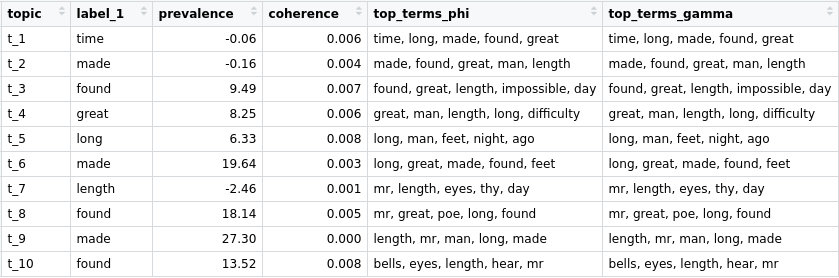 topic label_1 prevalence coherence top_terms_phi top_terms_gamma
t_1 time -0.06 0.006 time, long, made, found, great time, long, made, found, great
t_2 made -0.16 0.004 made, found, great, man, length made, found, great, man, length
t_3 found 9.49 0.007 found, great, length, impossible, day found, great, length, impossible, day
t_4 great 8.25 0.006 great, man, length, long, difficulty great, man, length, long, difficulty
t_5 long 6.33 0.008 long, man, feet, night, ago long, man, feet, night, ago
t_6 made 19.64 0.003 long, great, made, found, feet long, great, made, found, feet
t_7 length -2.46 0.001 mr, length, eyes, thy, day mr, length, eyes, thy, day
t_8 found 18.14 0.005 mr, great, poe, long, found mr, great, poe, long, found
t_9 made 27.30 0.000 length, mr, man, long, made length, mr, man, long, made
t_10 found 13.52 0.008 bells, eyes, length, hear, mr bells, eyes, length, hear, mr